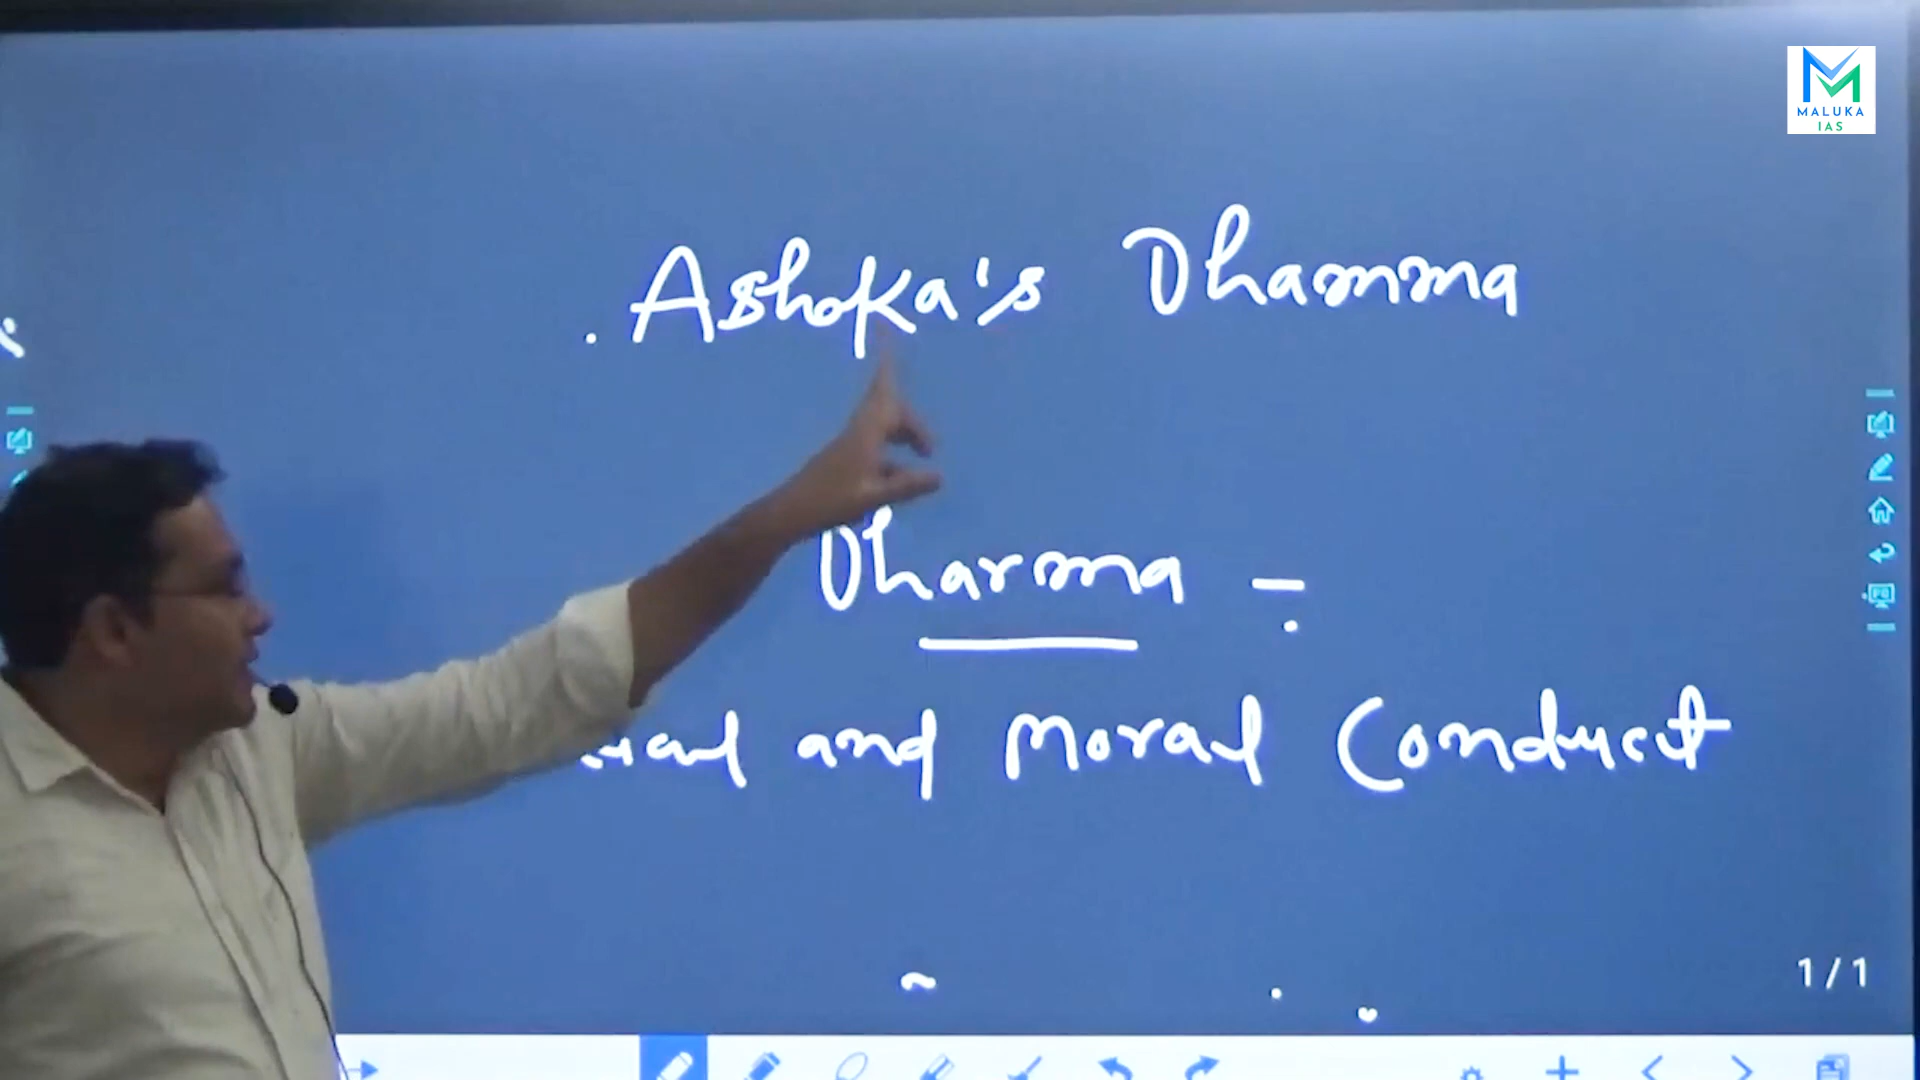 MALUKA
IAS
Ashoka's Dhamma
Dharma -
and Moral Conduct
1/1